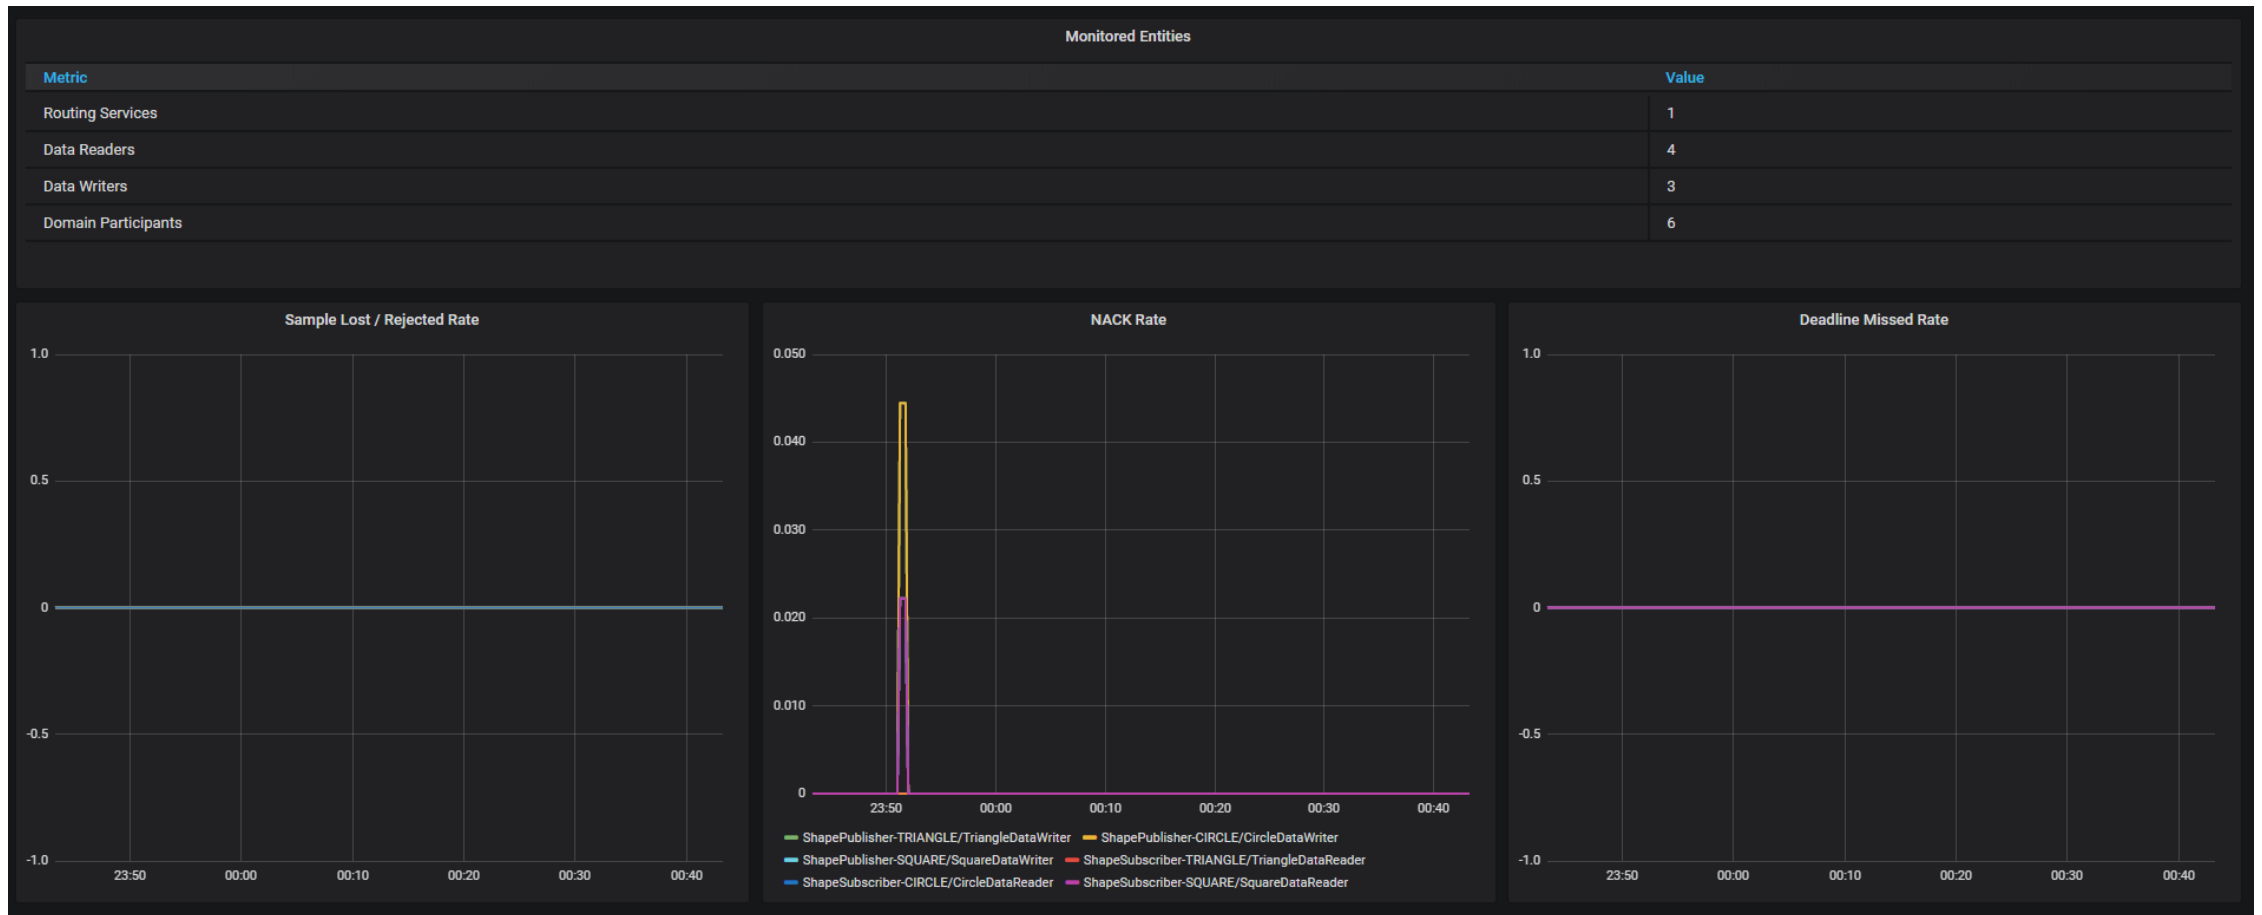 Monitored Entities
Metric Value
Routing Services 1
Data Readers 4
Data Writers 3
Domain Participants 6
Sample Lost / Rejected Rate
1.0
0.5
0
-0.5
-1.0
23:50 00:00 00:10 00:20 00:30 00:40
NACK Rate
0.050
0.040
0.030
0.020
0.010
0
23:50 00:00 00:10 00:20 00:30 00:40
ShapePublisher-TRIANGLE/TriangleDataWriter ShapePublisher-CIRCLE/CircleDataWriter
ShapePublisher-SQUARE/SquareDataWriter ShapeSubscriber-TRIANGLE/TriangleDataReader
ShapeSubscriber-CIRCLE/CircleDataReader ShapeSubscriber-SQUARE/SquareDataReader
Deadline Missed Rate
1.0
0.5
0
-0.5
-1.0
23:50 00:00 00:10 00:20 00:30 00:40